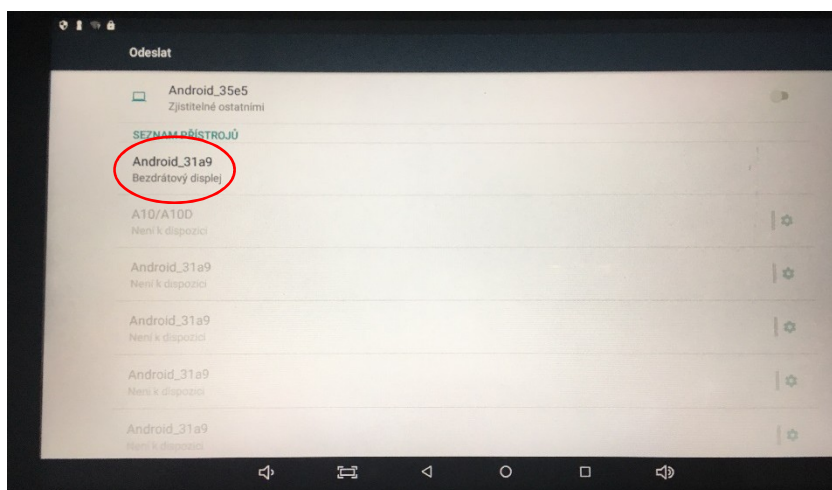 Odeslat
Android_35e5
Zjistitelné ostatními
SEZNAM PŘÍSTROJŮ
Android_31a9
Bezdrátový displej
A10/A10D
Není k dispozici
Android_31a9
Není k dispozici
Android_31a9
Není k dispozici
Android_31a9
Není k dispozici
Android_31a9
Není k dispozici